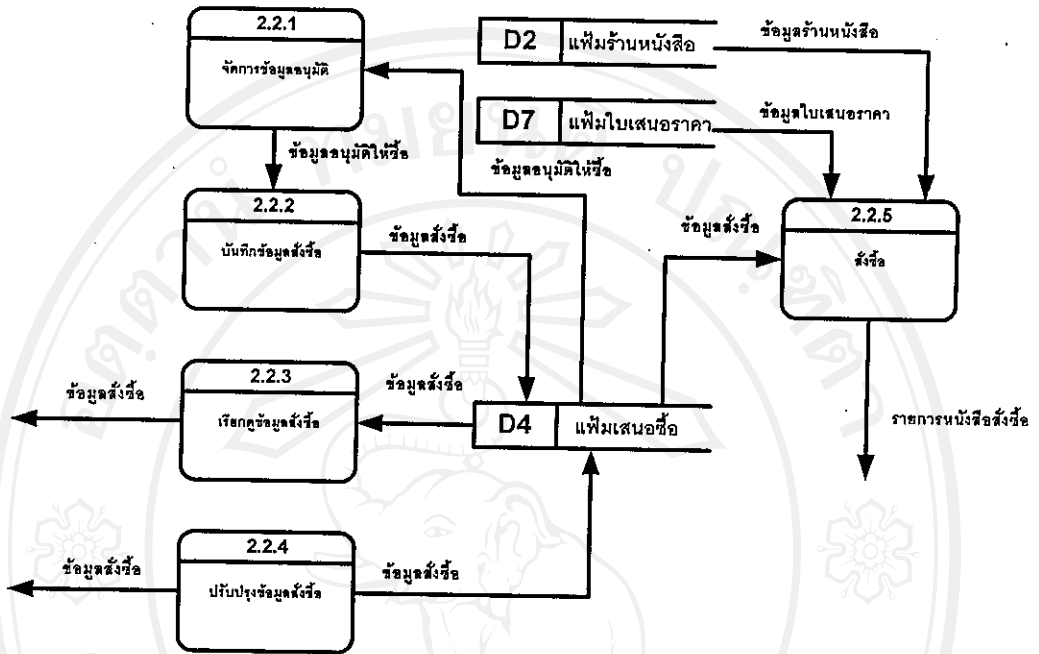 2.2.1
จัดการข้อมูลอนุมัติ
D2 แฟ้มร้านหนังสือ
ข้อมูลร้านหนังสือ
D7 แฟ้มใบเสนอราคา
ข้อมูลใบเสนอราคา
ข้อมูลอนุมัติให้ซื้อ
ข้อมูลอนุมัติให้ซื้อ
2.2.2
บันทึกข้อมูลสั่งซื้อ
ข้อมูลสั่งซื้อ
ข้อมูลสั่งซื้อ
2.2.5
สั่งซื้อ
2.2.3
เรียกดูข้อมูลสั่งซื้อ
ข้อมูลสั่งซื้อ
ข้อมูลสั่งซื้อ
D4 แฟ้มเสนอซื้อ
รายการหนังสือสั่งซื้อ
2.2.4
ปรับปรุงข้อมูลสั่งซื้อ
ข้อมูลสั่งซื้อ
ข้อมูลสั่งซื้อ